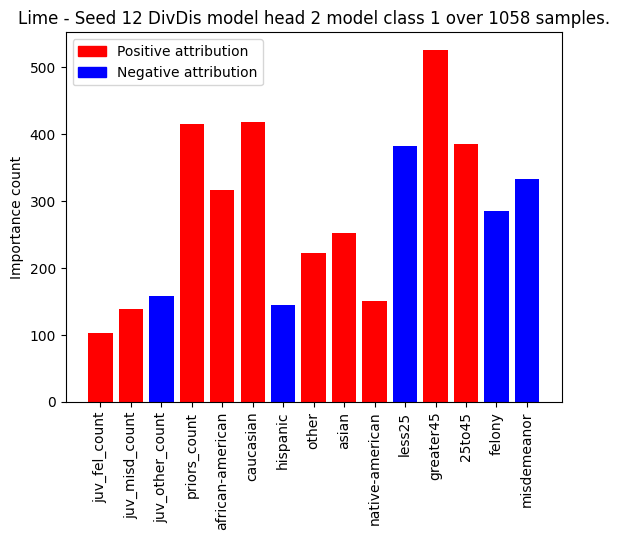 Lime - Seed 12 DivDis model head 2 model class 1 over 1058 samples.
Positive attribution
Negative attribution
Importance count
500
400
300
200
100
0
juv_fel_count
juv_misd_count
juv_other_count
priors_count
african-american
caucasian
hispanic
other
asian
native-american
less25
greater45
25to45
felony
misdemeanor